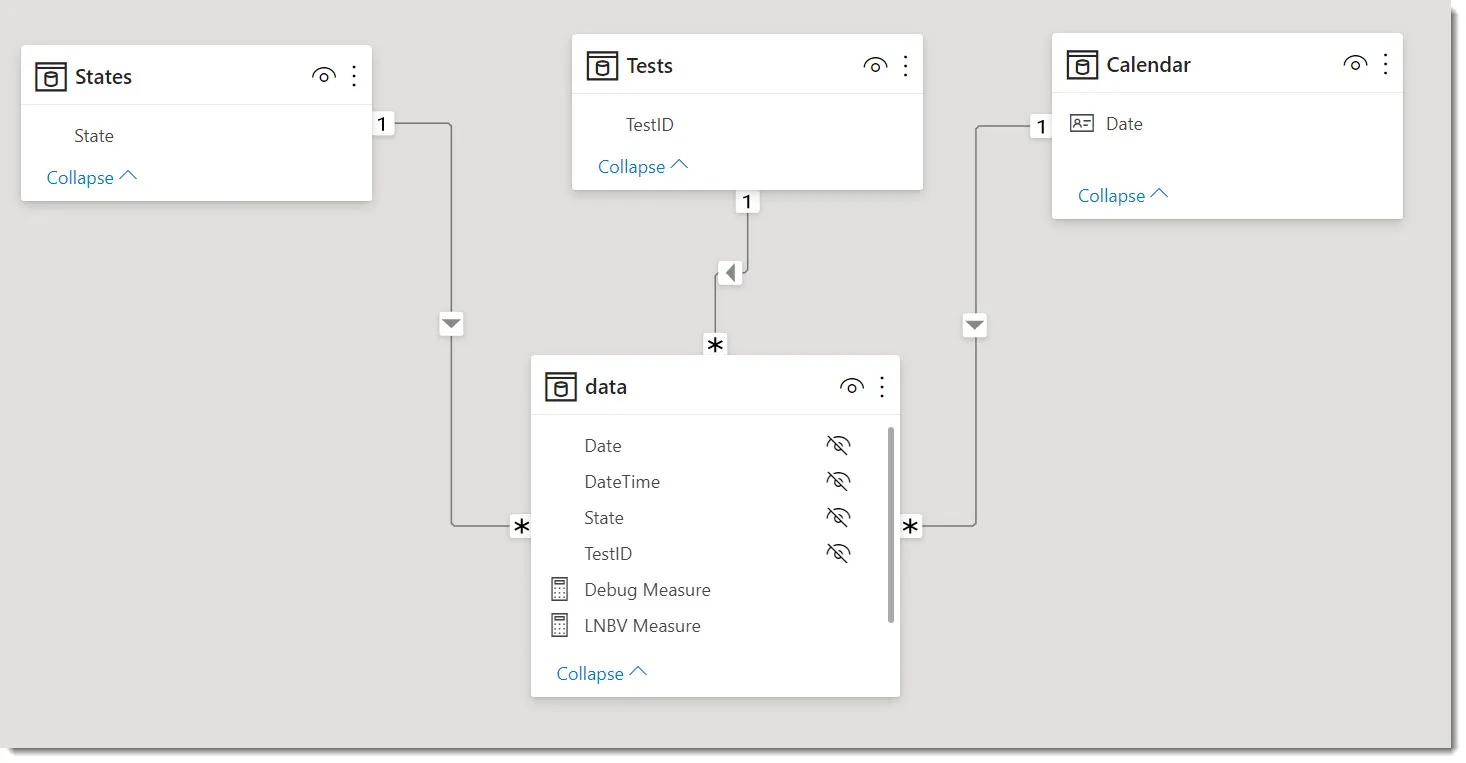 States
State
Collapse
1
Tests
TestID
Collapse
1
Calendar
Date
Collapse
1
*
*
*
data
Date
DateTime
State
TestID
Debug Measure
LNBV Measure
Collapse